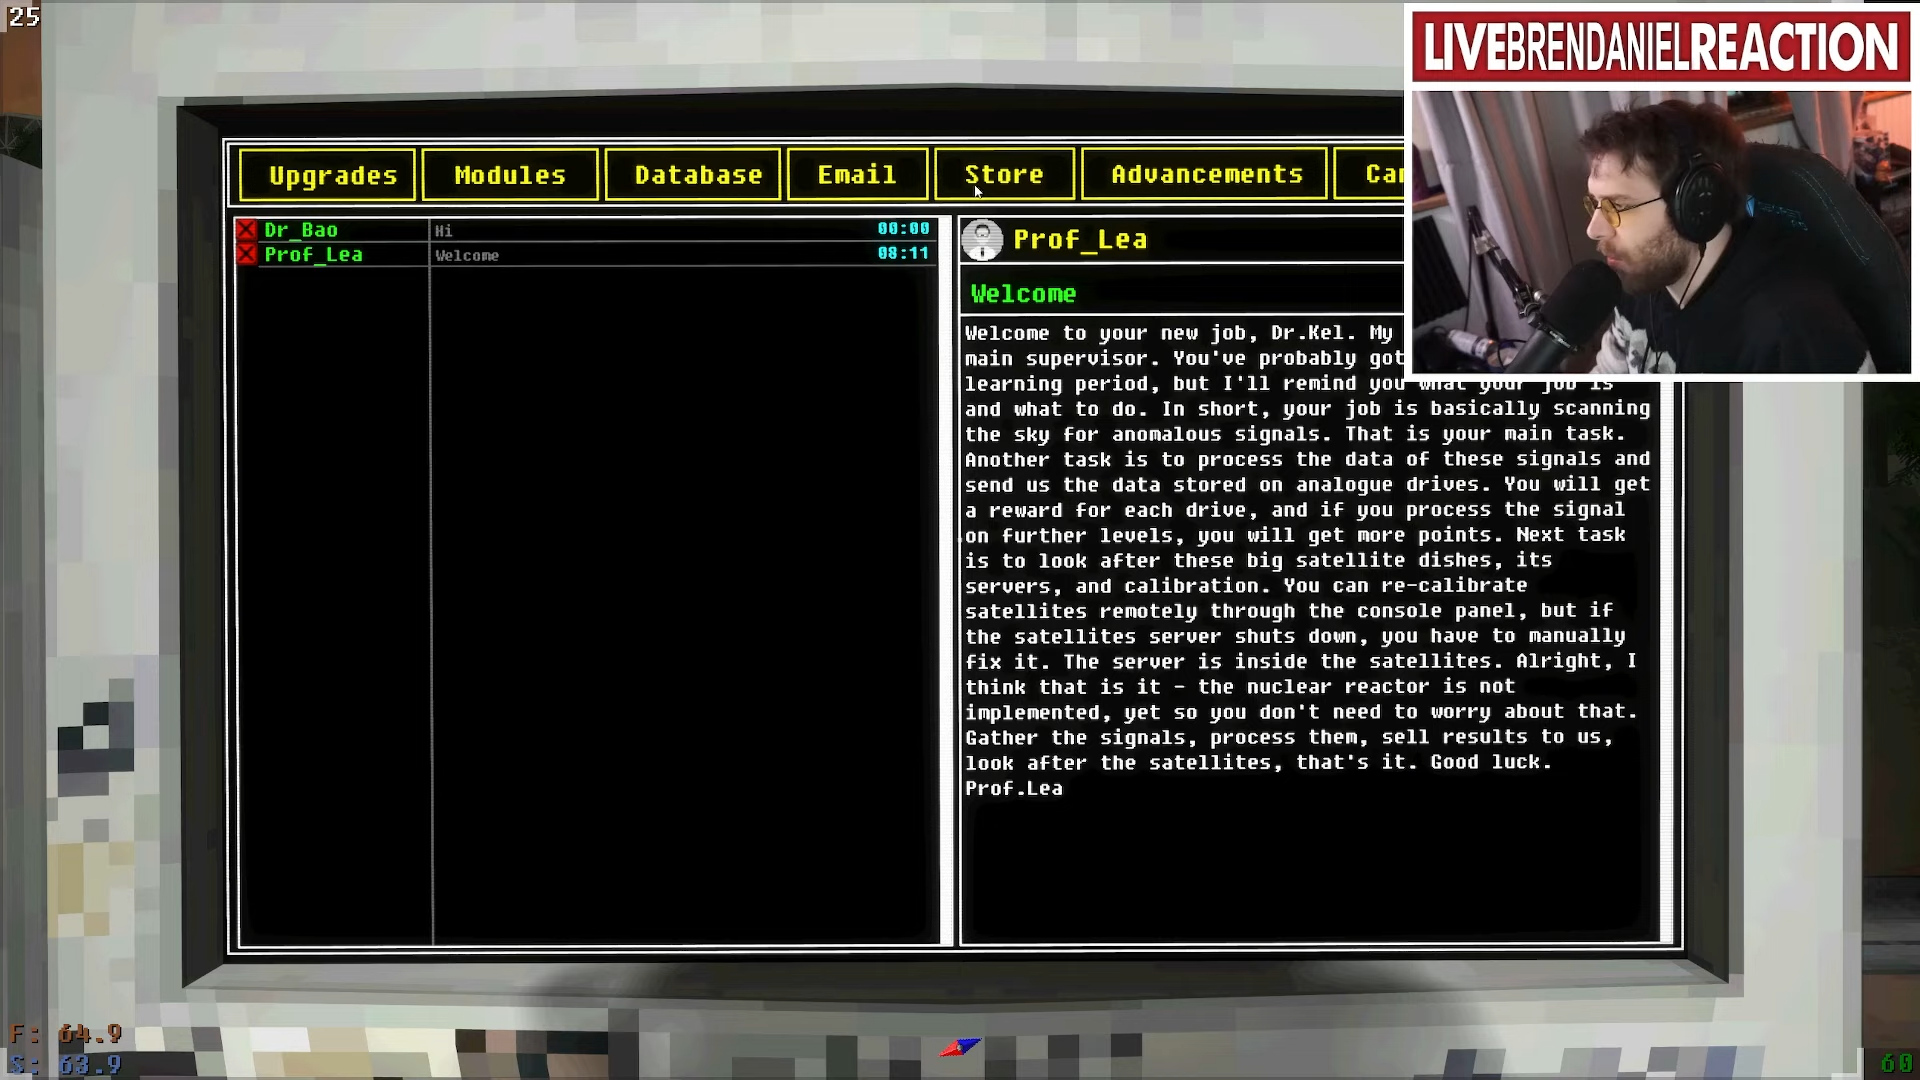 25
LIVEBRENDANIELREACTION
Upgrades Modules Database Email Store Advancements
Dr_Bao Hi 00:00
Prof_Lea Welcome 08:11
Prof_Lea
Welcome
Welcome to your new job, Dr.Kel. My
main supervisor. You've probably got
learning period, but I'll remind you what your job is
and what to do. In short, your job is basically scanning
the sky for anomalous signals. That is your main task.
Another task is to process the data of these signals and
send us the data stored on analogue drives. You will get
a reward for each drive, and if you process the signal
on further levels, you will get more points. Next task
is to look after these big satellite dishes, its
servers, and calibration. You can re-calibrate
satellites remotely through the console panel, but if
the satellites server shuts down, you have to manually
fix it. The server is inside the satellites. Alright, I
think that is it - the nuclear reactor is not
implemented, yet so you don't need to worry about that.
Gather the signals, process them, sell results to us,
look after the satellites, that's it. Good luck.
Prof.Lea
F: 64.9
S: 63.9
60